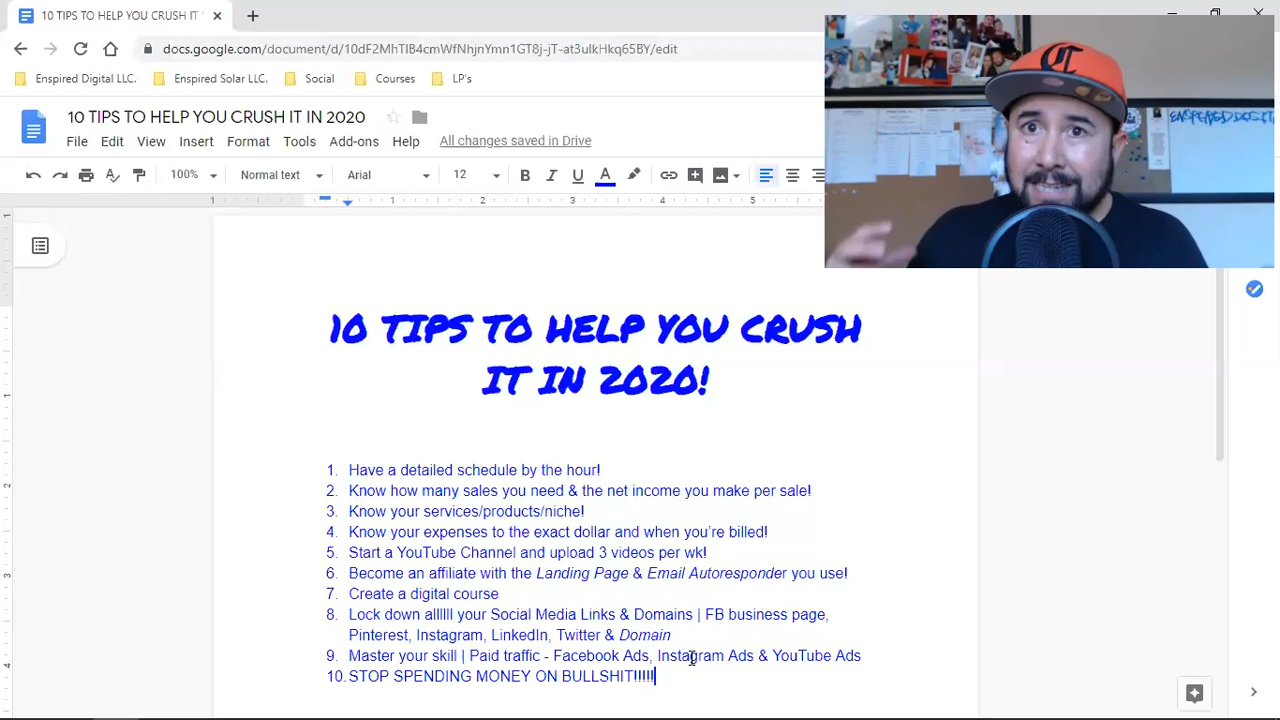 10 TIPS TO HELP YOU CRUSH IT
docs.google.com/document/d/10dF2MhTlB4cmWfNhjnYmn1GT8j-jT-at3ulkHkq65BY/edit
Enspired Digital LLC. Enspired Solar LLC. Social Courses LP's
10 TIPS TO HELP YOU CRUSH IT IN 2020
File Edit View Insert Format Tools Add-ons Help All changes saved in Drive
100% Normal text Arial 12 B I U A
1 1 2 3 4 5
10 TIPS TO HELP YOU CRUSH
IT IN 2020!
1. Have a detailed schedule by the hour!
2. Know how many sales you need & the net income you make per sale!
3. Know your services/products/niche!
4. Know your expenses to the exact dollar and when you're billed!
5. Start a YouTube Channel and upload 3 videos per wk!
6. Become an affiliate with the Landing Page & Email Autoresponder you use!
7. Create a digital course
8. Lock down allllll your Social Media Links & Domains | FB business page,
Pinterest, Instagram, LinkedIn, Twitter & Domain
9. Master your skill | Paid traffic - Facebook Ads, Instagram Ads & YouTube Ads
10. STOP SPENDING MONEY ON BULLSHIT!!!!!